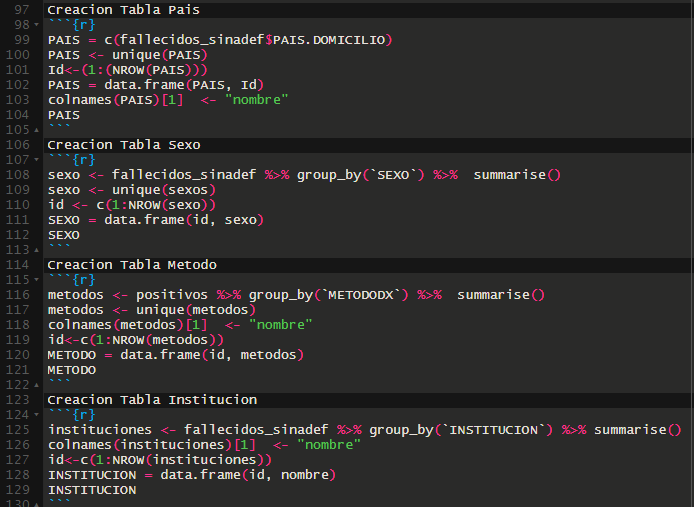 97 Creacion Tabla Pais
98 ```{r}
99 PAIS = c(fallecidos_sinadef$PAIS.DOMICILIO)
100 PAIS <- unique(PAIS)
101 Id<-(1:(NROW(PAIS)))
102 PAIS = data.frame(PAIS, Id)
103 colnames(PAIS)[1]  <- "nombre"
104 PAIS
105 ```
106 Creacion Tabla Sexo
107 ```{r}
108 sexo <- fallecidos_sinadef %>% group_by(`SEXO`) %>%  summarise()
109 sexo <- unique(sexos)
110 id <- c(1:NROW(sexo))
111 SEXO = data.frame(id, sexo)
112 SEXO
113 ```
114 Creacion Tabla Metodo
115 ```{r}
116 metodos <- positivos %>% group_by(`METODODX`) %>%  summarise()
117 metodos <- unique(metodos)
118 colnames(metodos)[1]  <- "nombre"
119 id<-c(1:NROW(metodos))
120 METODO = data.frame(id, metodos)
121 METODO
122 ```
123 Creacion Tabla Institucion
124 ```{r}
125 instituciones <- fallecidos_sinadef %>% group_by(`INSTITUCION`) %>% summarise()
126 colnames(instituciones)[1]  <- "nombre"
127 id<-c(1:NROW(instituciones))
128 INSTITUCION = data.frame(id, nombre)
129 INSTITUCION
130 ```